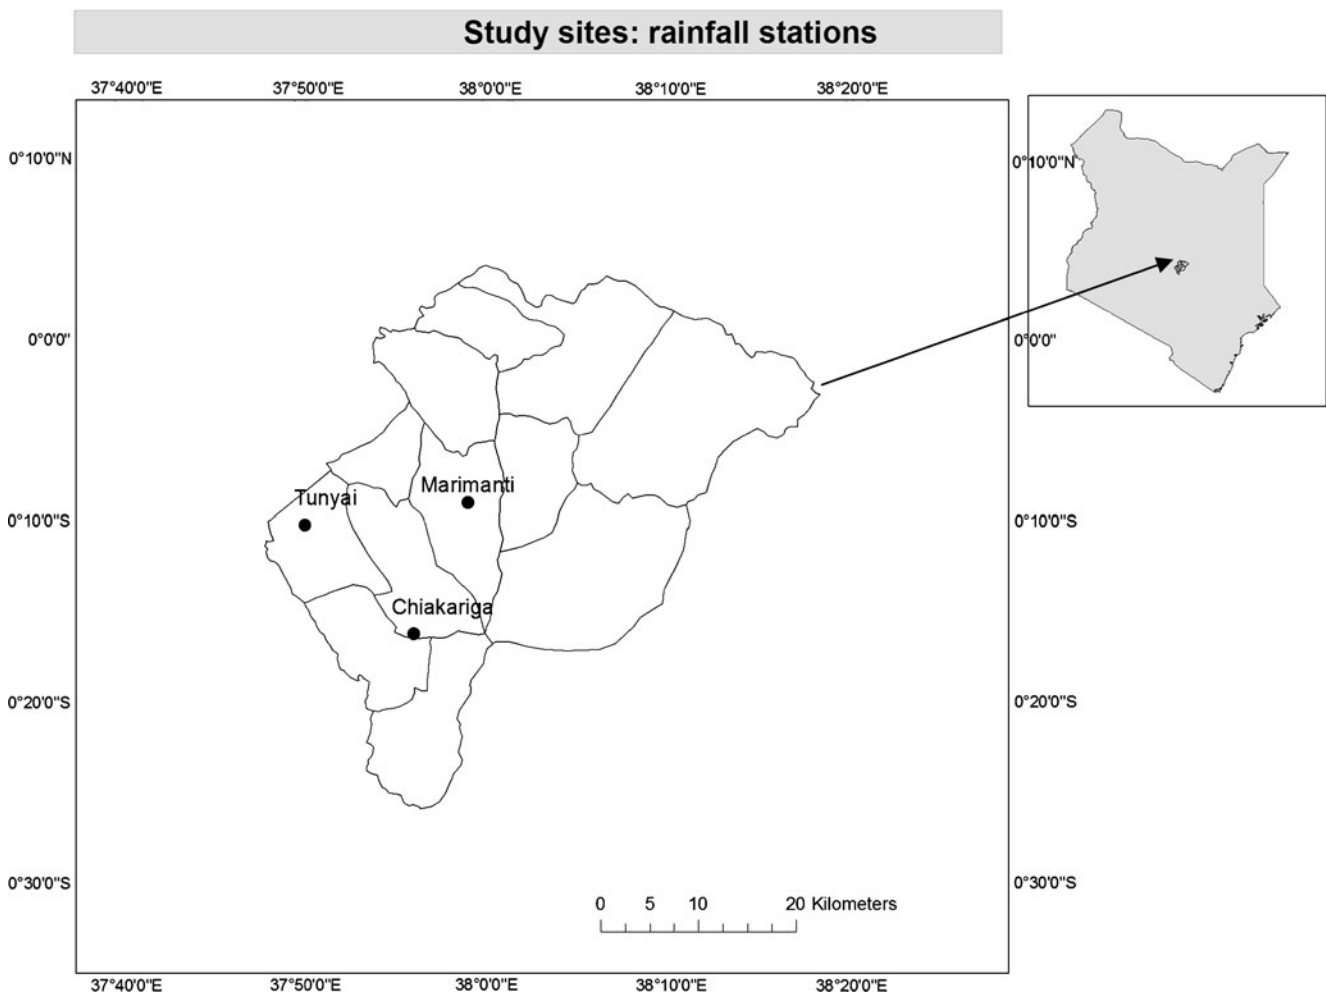 Study sites: rainfall stations
37°40'0"E 37°50'0"E 38°0'0"E 38°10'0"E 38°20'0"E
0°10'0"N 0°10'0"N
0°0'0" 0°0'0"
Marimanti
Tunyai
0°10'0"S 0°10'0"S
Chiakariga
0°20'0"S 0°20'0"S
0°30'0"S 0°30'0"S
0 5 10 20 Kilometers
37°40'0"E 37°50'0"E 38°0'0"E 38°10'0"E 38°20'0"E